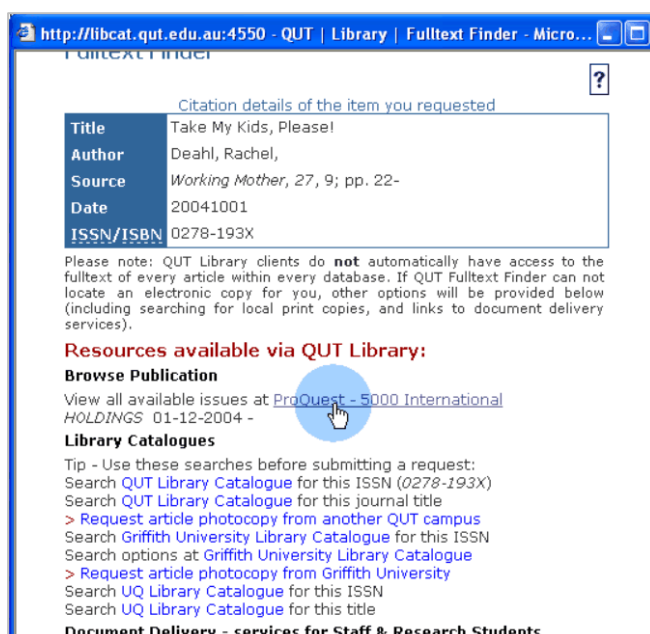 http://libcat.qut.edu.au:4550 - QUT | Library | Fulltext Finder - Micro...
Fulltext Finder
?
Citation details of the item you requested
Title Take My Kids, Please!
Author Deahl, Rachel,
Source Working Mother, 27, 9; pp. 22-
Date 20041001
ISSN/ISBN 0278-193X
Please note: QUT Library clients do not automatically have access to the
fulltext of every article within every database. If QUT Fulltext Finder can not
locate an electronic copy for you, other options will be provided below
(including searching for local print copies, and links to document delivery
services).
Resources available via QUT Library:
Browse Publication
View all available issues at ProQuest - 5000 International
HOLDINGS 01-12-2004 -
Library Catalogues
Tip - Use these searches before submitting a request:
Search QUT Library Catalogue for this ISSN (0278-193X)
Search QUT Library Catalogue for this journal title
> Request article photocopy from another QUT campus
Search Griffith University Library Catalogue for this ISSN
Search options at Griffith University Library Catalogue
> Request article photocopy from Griffith University
Search UQ Library Catalogue for this ISSN
Search UQ Library Catalogue for this title
Document Delivery - services for Staff & Research Students